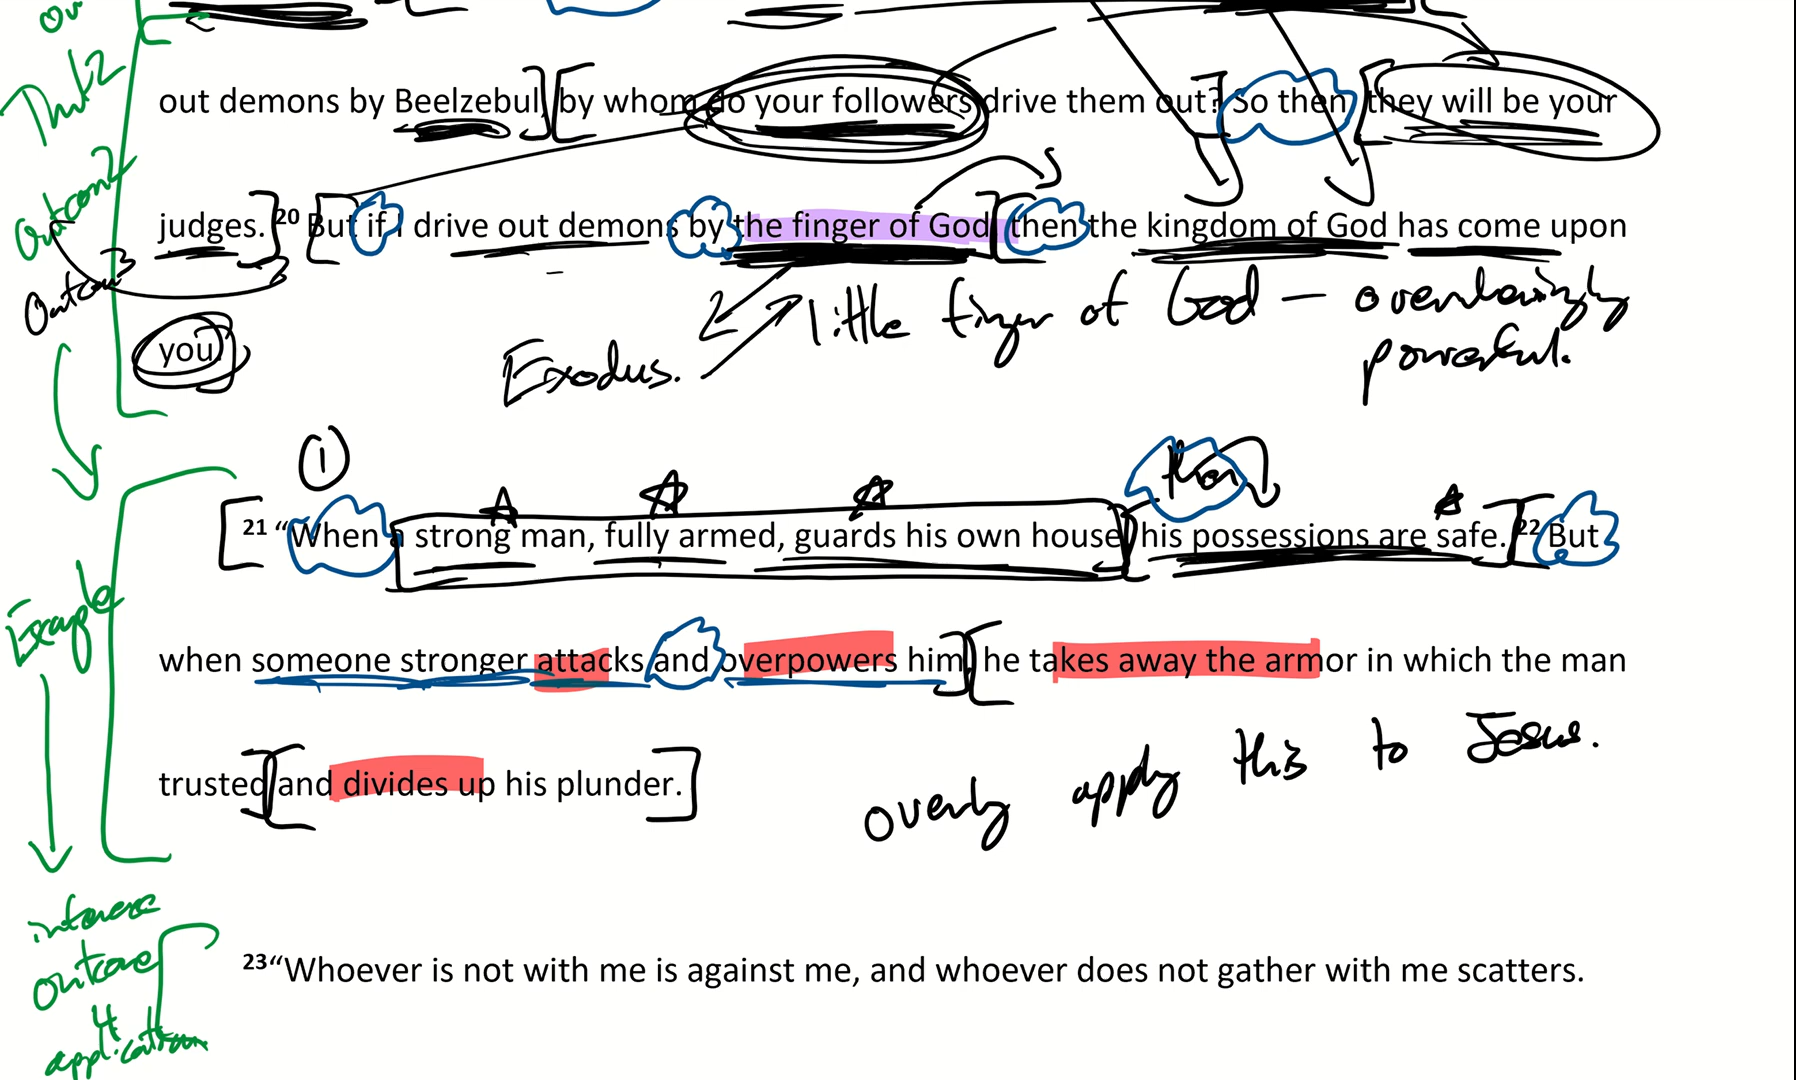 ou
Think2
out demons by Beelzebul, by whom do your followers drive them out? So then, they will be your
Outcom2
judges. 20 But if I drive out demons by the finger of God, then the kingdom of God has come upon
Outcom3
little finger of God — overwhelmingly
you.
Exodus.
powerful.
1
then
21 “When a strong man, fully armed, guards his own house, his possessions are safe. 22 But
Example
when someone stronger attacks and overpowers him, he takes away the armor in which the man
overly apply this to Jesus.
trusted and divides up his plunder.
inference
outcome
4
application
23“Whoever is not with me is against me, and whoever does not gather with me scatters.